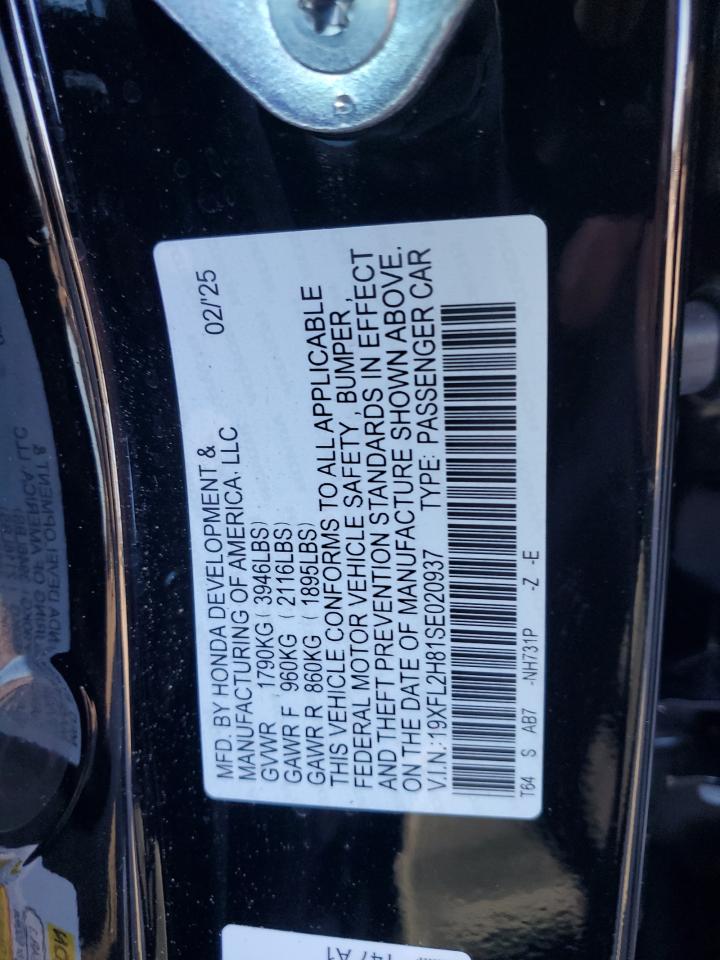 MFD. BY HONDA DEVELOPMENT & 02/'25
MANUFACTURING OF AMERICA, LLC
GVWR 1790KG (3946LBS)
GAWR F 960KG (2116LBS)
GAWR R 860KG (1895LBS)
THIS VEHICLE CONFORMS TO ALL APPLICABLE
FEDERAL MOTOR VEHICLE SAFETY, BUMPER,
AND THEFT PREVENTION STANDARDS IN EFFECT
ON THE DATE OF MANUFACTURE SHOWN ABOVE.
V.I.N.:19XFL2H81SE020937 TYPE: PASSENGER CAR
T64 S AB7 -NH731P -Z -E